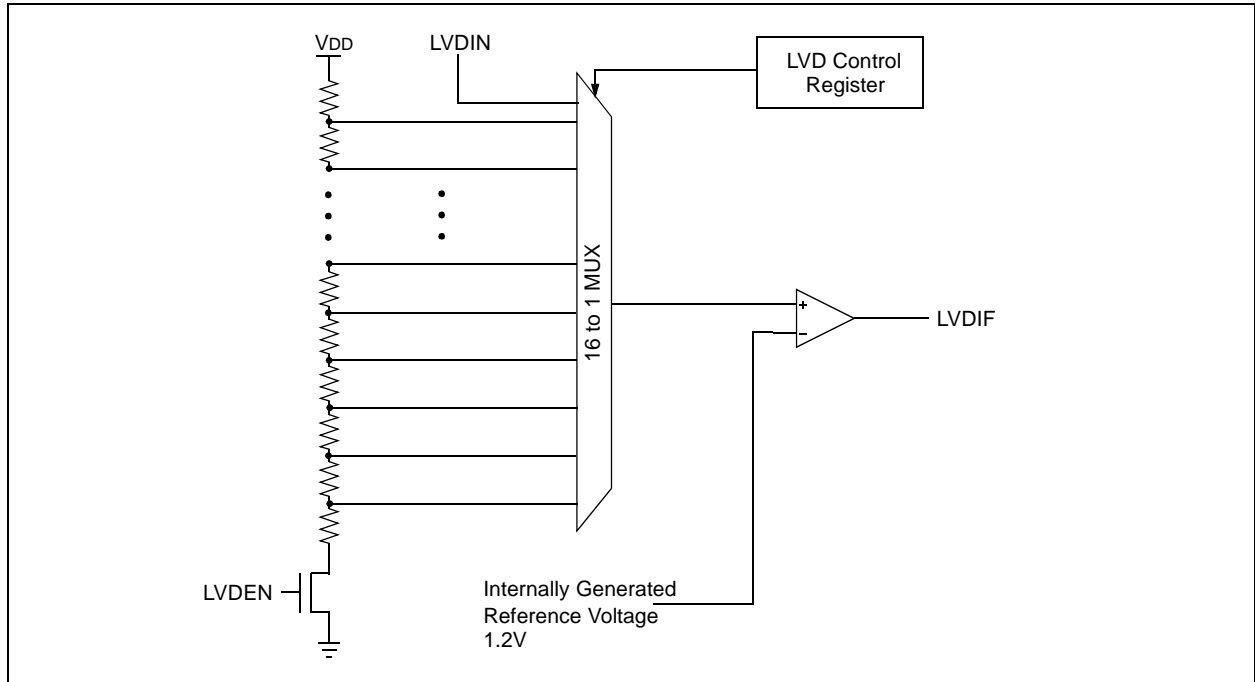 VDD
LVDIN
LVD Control
Register
16 to 1 MUX
+
−
LVDIF
LVDEN
Internally Generated
Reference Voltage
1.2V